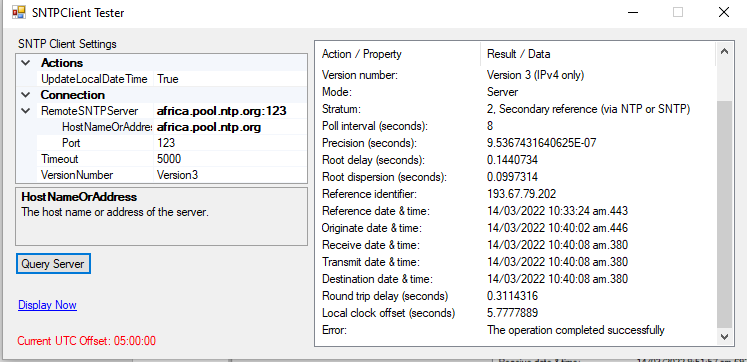 SNTPClient Tester
SNTP Client Settings
Actions
UpdateLocalDateTime True
Connection
RemoteSNTPServer africa.pool.ntp.org:123
HostNameOrAddre africa.pool.ntp.org
Port 123
Timeout 5000
VersionNumber Version3
HostNameOrAddress
The host name or address of the server.
Query Server
Display Now
Current UTC Offset: 05:00:00
Action / Property Result / Data
Version number: Version 3 (IPv4 only)
Mode: Server
Stratum: 2, Secondary reference (via NTP or SNTP)
Poll interval (seconds): 8
Precision (seconds): 9.5367431640625E-07
Root delay (seconds): 0.1440734
Root dispersion (seconds): 0.0997314
Reference identifier: 193.67.79.202
Reference date & time: 14/03/2022 10:33:24 am.443
Originate date & time: 14/03/2022 10:40:02 am.446
Receive date & time: 14/03/2022 10:40:08 am.380
Transmit date & time: 14/03/2022 10:40:08 am.380
Destination date & time: 14/03/2022 10:40:08 am.380
Round trip delay (seconds) 0.3114316
Local clock offset (seconds) 5.7777889
Error: The operation completed successfully